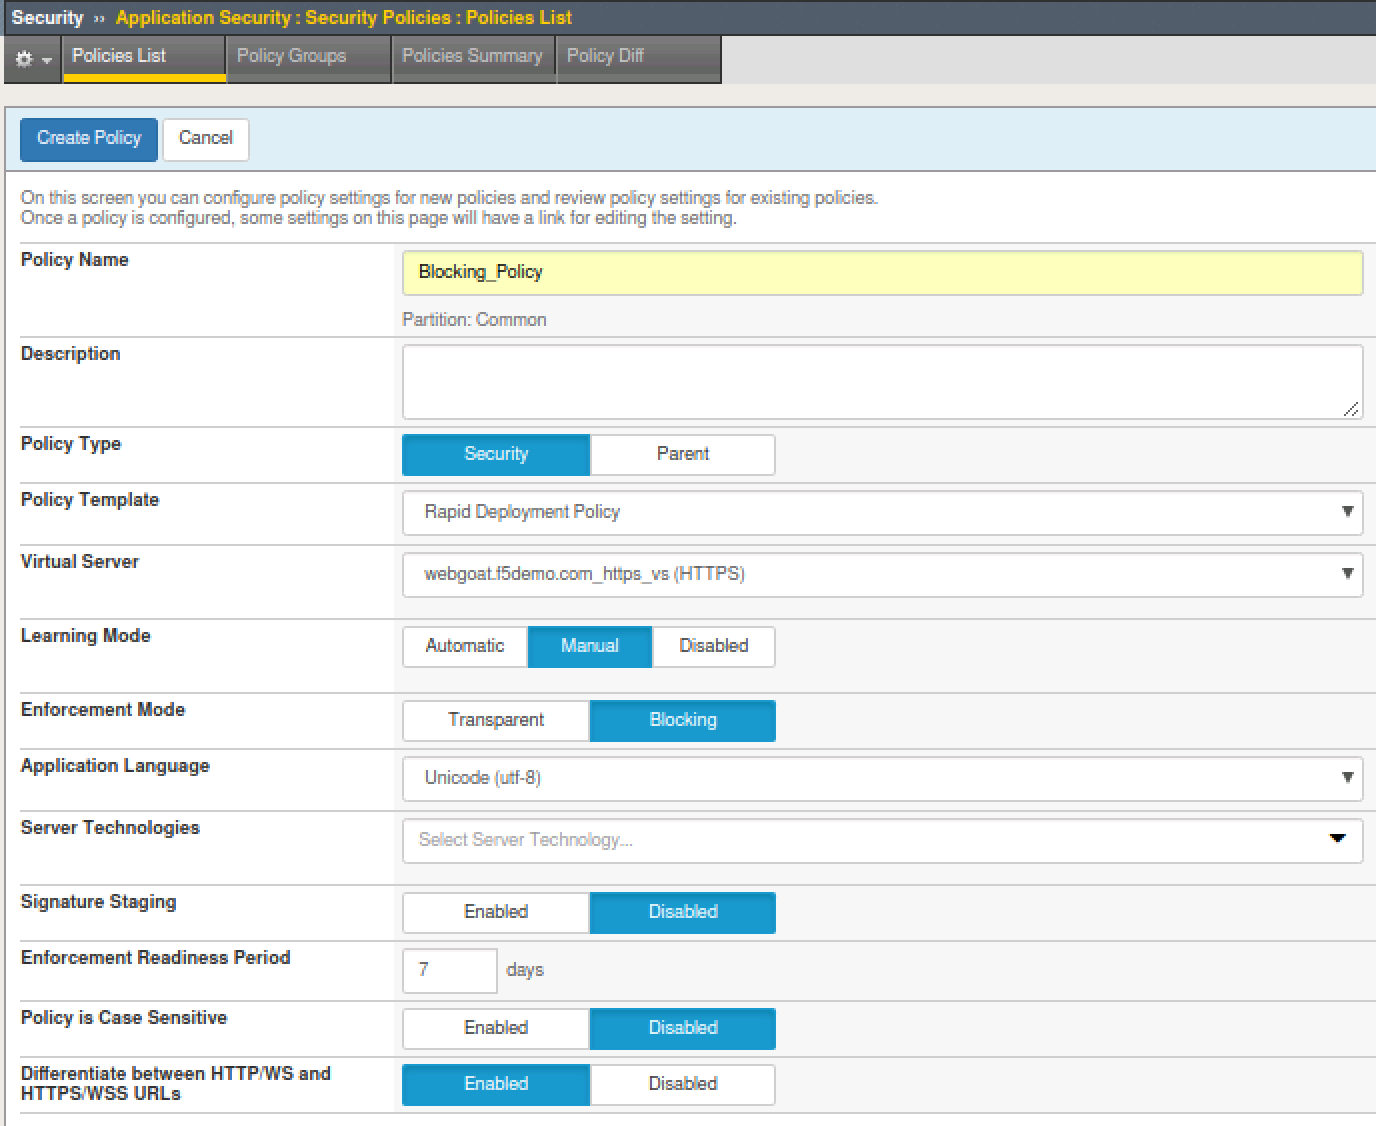 Security ›› Application Security : Security Policies : Policies List
Policies List
Policy Groups
Policies Summary
Policy Diff
Create Policy
Cancel
On this screen you can configure policy settings for new policies and review policy settings for existing policies.
Once a policy is configured, some settings on this page will have a link for editing the setting.
Policy Name
Blocking_Policy
Partition: Common
Description
Policy Type
Security
Parent
Policy Template
Rapid Deployment Policy
Virtual Server
webgoat.f5demo.com_https_vs (HTTPS)
Learning Mode
Automatic
Manual
Disabled
Enforcement Mode
Transparent
Blocking
Application Language
Unicode (utf-8)
Server Technologies
Select Server Technology...
Signature Staging
Enabled
Disabled
Enforcement Readiness Period
7 days
Policy is Case Sensitive
Enabled
Disabled
Differentiate between HTTP/WS and
HTTPS/WSS URLs
Enabled
Disabled